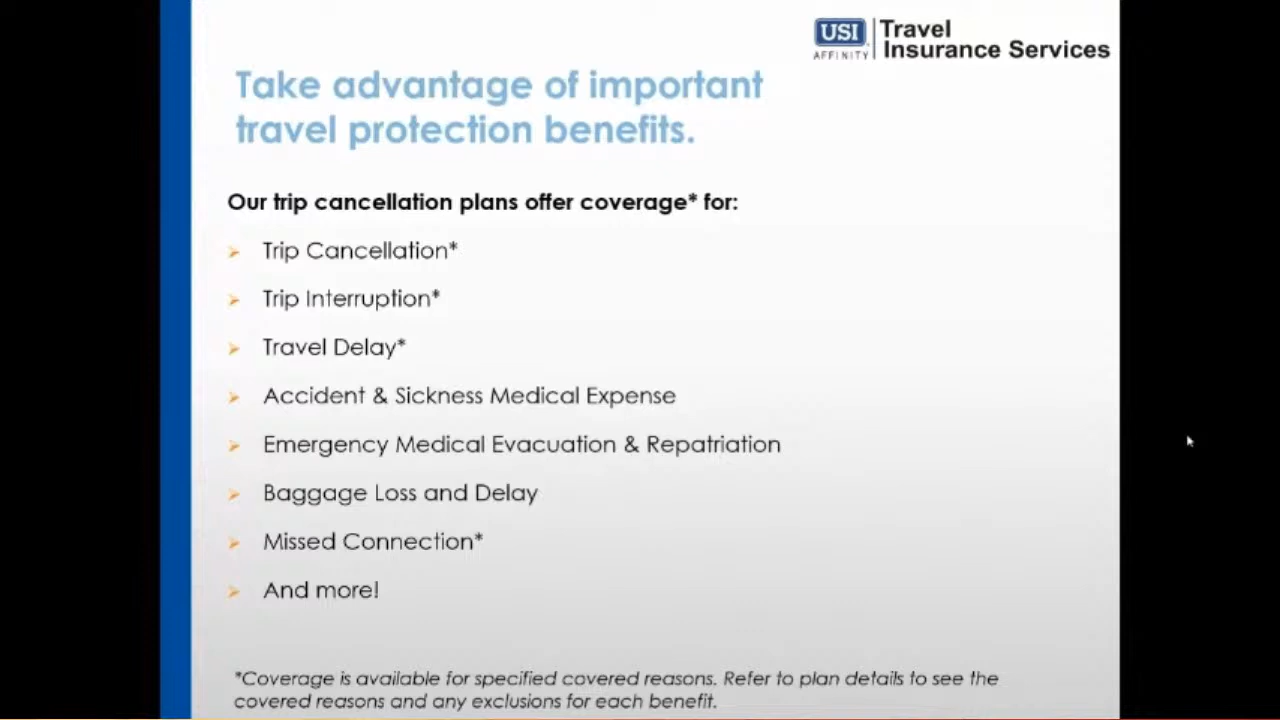 USI
AFFINITY
Travel
Insurance Services
Take advantage of important
travel protection benefits.
Our trip cancellation plans offer coverage* for:
Trip Cancellation*
Trip Interruption*
Travel Delay*
Accident & Sickness Medical Expense
Emergency Medical Evacuation & Repatriation
Baggage Loss and Delay
Missed Connection*
And more!
*Coverage is available for specified covered reasons. Refer to plan details to see the
covered reasons and any exclusions for each benefit.